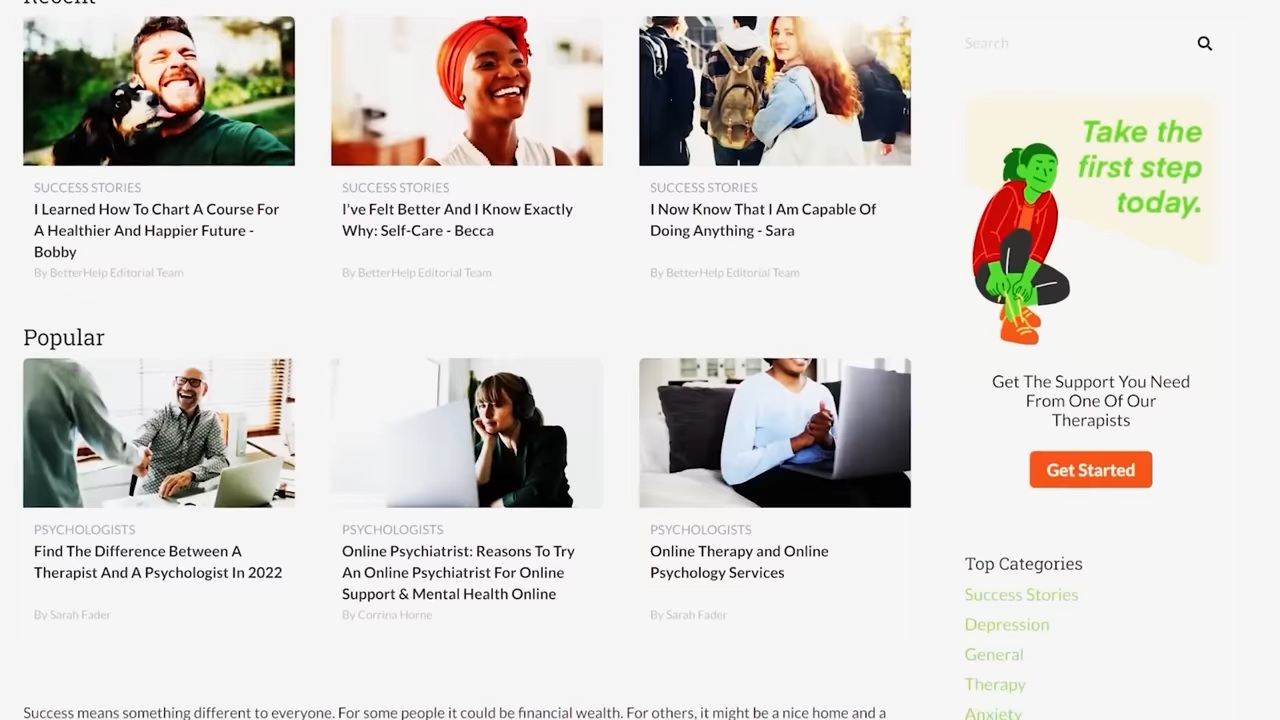 Recent
Search
Take the
first step
today.
SUCCESS STORIES
I Learned How To Chart A Course For
A Healthier And Happier Future -
Bobby
By BetterHelp Editorial Team
SUCCESS STORIES
I've Felt Better And I Know Exactly
Why: Self-Care - Becca
By BetterHelp Editorial Team
SUCCESS STORIES
I Now Know That I Am Capable Of
Doing Anything - Sara
By BetterHelp Editorial Team
Popular
PSYCHOLOGISTS
Find The Difference Between A
Therapist And A Psychologist In 2022
By Sarah Fader
PSYCHOLOGISTS
Online Psychiatrist: Reasons To Try
An Online Psychiatrist For Online
Support & Mental Health Online
By Corrina Horne
PSYCHOLOGISTS
Online Therapy and Online
Psychology Services
By Sarah Fader
Get The Support You Need
From One Of Our
Therapists
Get Started
Top Categories
Success Stories
Depression
General
Therapy
Anxiety
Success means something different to everyone. For some people it could be financial wealth. For others, it might be a nice home and a